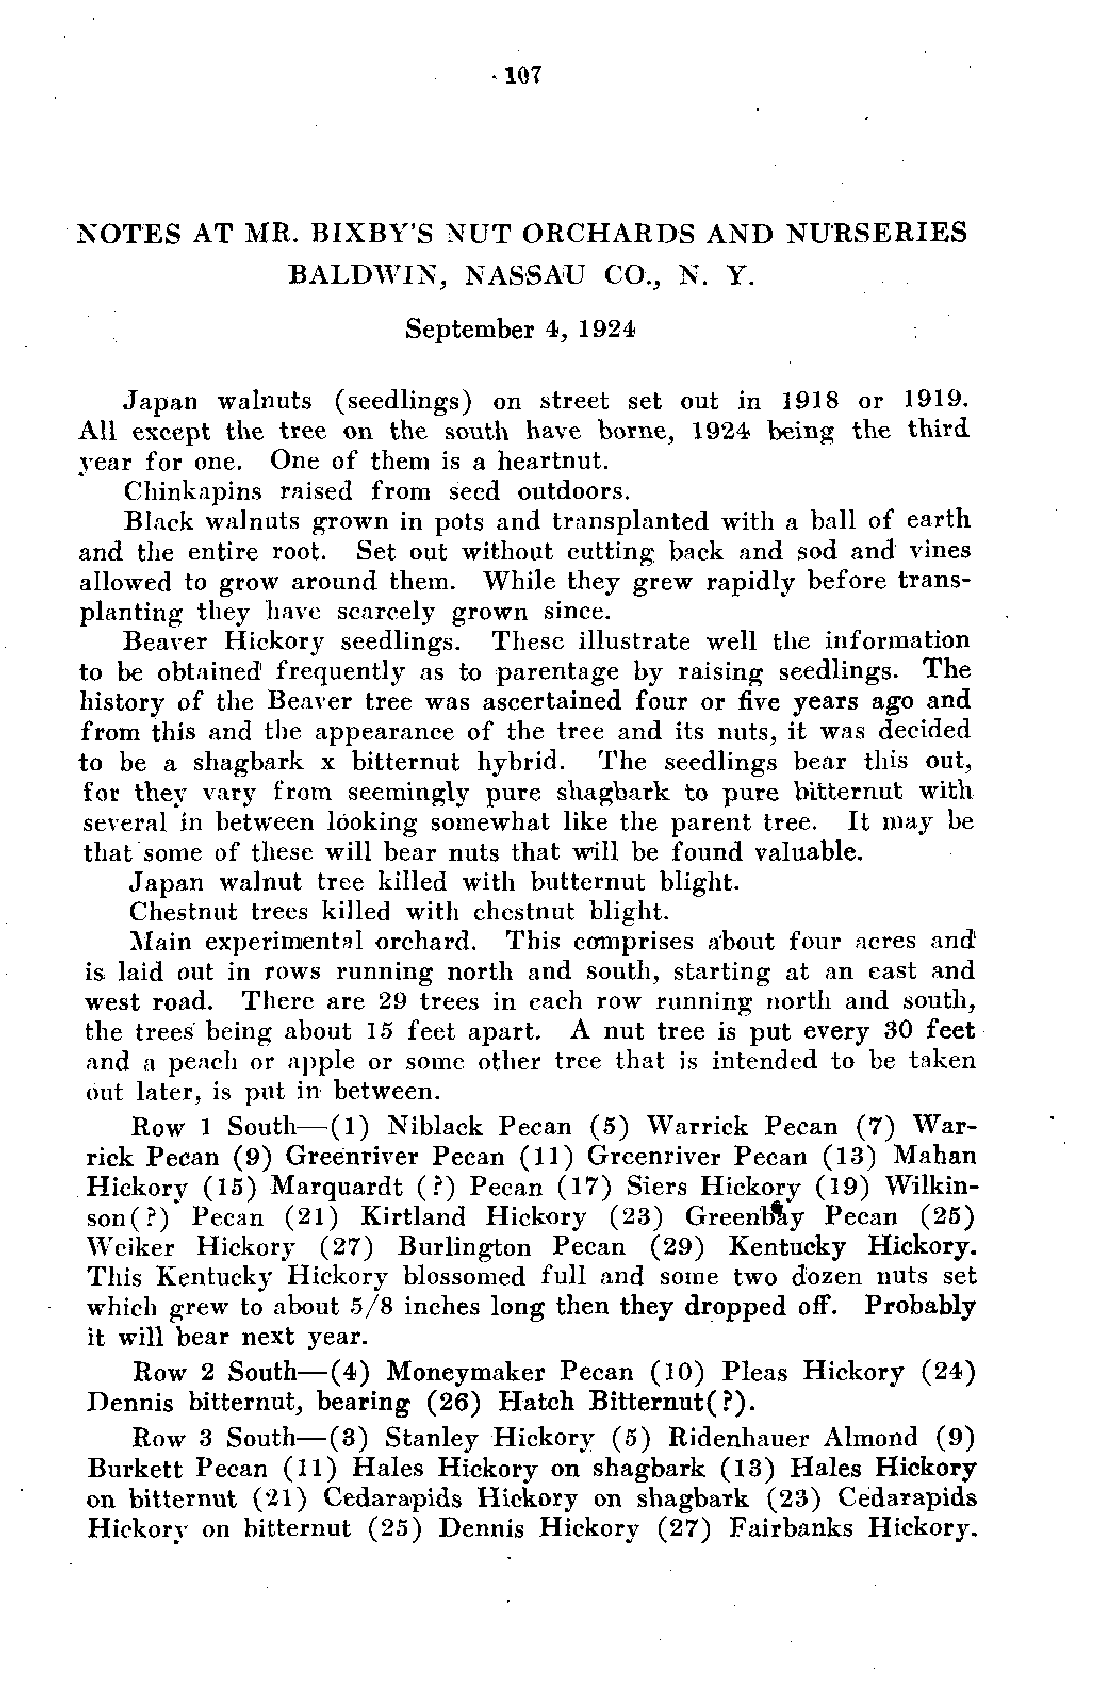 107
NOTES AT MR. BIXBY'S NUT ORCHARDS AND NURSERIES
BALDWIN, NASSAU CO., N. Y.
September 4, 1924
Japan walnuts (seedlings) on street set out in 1918 or 1919.
All except the tree on the south have borne, 1924 being the third
year for one. One of them is a heartnut.
Chinkapins raised from seed outdoors.
Black walnuts grown in pots and transplanted with a ball of earth
and the entire root. Set out without cutting back and sod and vines
allowed to grow around them. While they grew rapidly before trans-
planting they have scarcely grown since.
Beaver Hickory seedlings. These illustrate well the information
to be obtained frequently as to parentage by raising seedlings. The
history of the Beaver tree was ascertained four or five years ago and
from this and the appearance of the tree and its nuts, it was decided
to be a shagbark x bitternut hybrid. The seedlings bear this out,
for they vary from seemingly pure shagbark to pure bitternut with
several in between looking somewhat like the parent tree. It may be
that some of these will bear nuts that will be found valuable.
Japan walnut tree killed with butternut blight.
Chestnut trees killed with chestnut blight.
Main experimental orchard. This comprises about four acres and
is laid out in rows running north and south, starting at an east and
west road. There are 29 trees in each row running north and south,
the trees being about 15 feet apart. A nut tree is put every 30 feet
and a peach or apple or some other tree that is intended to be taken
out later, is put in between.
Row 1 South—(1) Niblack Pecan (5) Warrick Pecan (7) War-
rick Pecan (9) Greenriver Pecan (11) Greenriver Pecan (13) Mahan
Hickory (15) Marquardt (?) Pecan (17) Siers Hickory (19) Wilkin-
son(?) Pecan (21) Kirtland Hickory (23) Greenbay Pecan (25)
Weiker Hickory (27) Burlington Pecan (29) Kentucky Hickory.
This Kentucky Hickory blossomed full and some two dozen nuts set
which grew to about 5/8 inches long then they dropped off. Probably
it will bear next year.
Row 2 South—(4) Moneymaker Pecan (10) Pleas Hickory (24)
Dennis bitternut, bearing (26) Hatch Bitternut(?).
Row 3 South—(3) Stanley Hickory (5) Ridenhauer Almond (9)
Burkett Pecan (11) Hales Hickory on shagbark (13) Hales Hickory
on bitternut (21) Cedarapids Hickory on shagbark (23) Cedarapids
Hickory on bitternut (25) Dennis Hickory (27) Fairbanks Hickory.